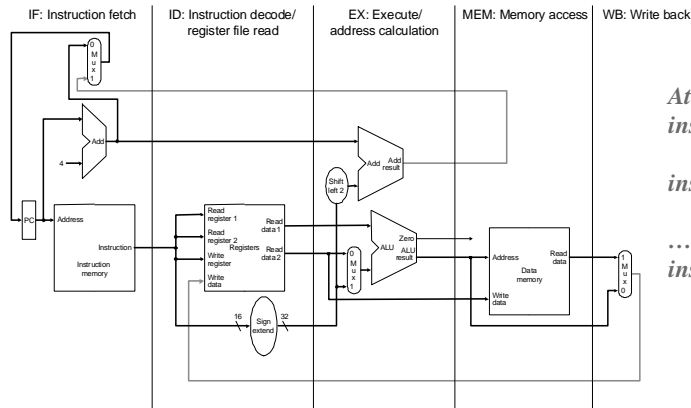 IF: Instruction fetch
ID: Instruction decode/
register file read
EX: Execute/
address calculation
MEM: Memory access
WB: Write back
0
M
u
x
1
Add
4
PC
Address
Instruction
Instruction
memory
Read
register 1
Read
register 2
Registers
Write
register
Write
data
Read
data 1
Read
data 2
16
Sign
extend
32
Shift
left 2
Add
Add
result
0
M
u
x
1
Zero
ALU
ALU
result
Address
Read
data
Data
memory
Write
data
1
M
u
x
0
At
ins
ins
...
ins